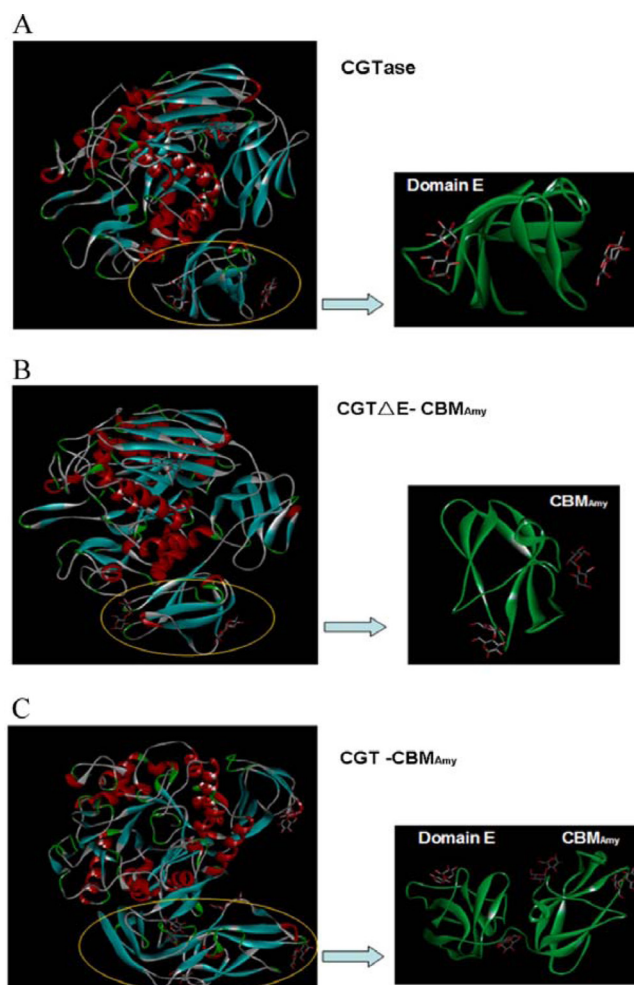 A
CGTase
Domain E
B
CGT△E- CBMAmy
CBMAmy
C
CGT -CBMAmy
Domain E CBMAmy